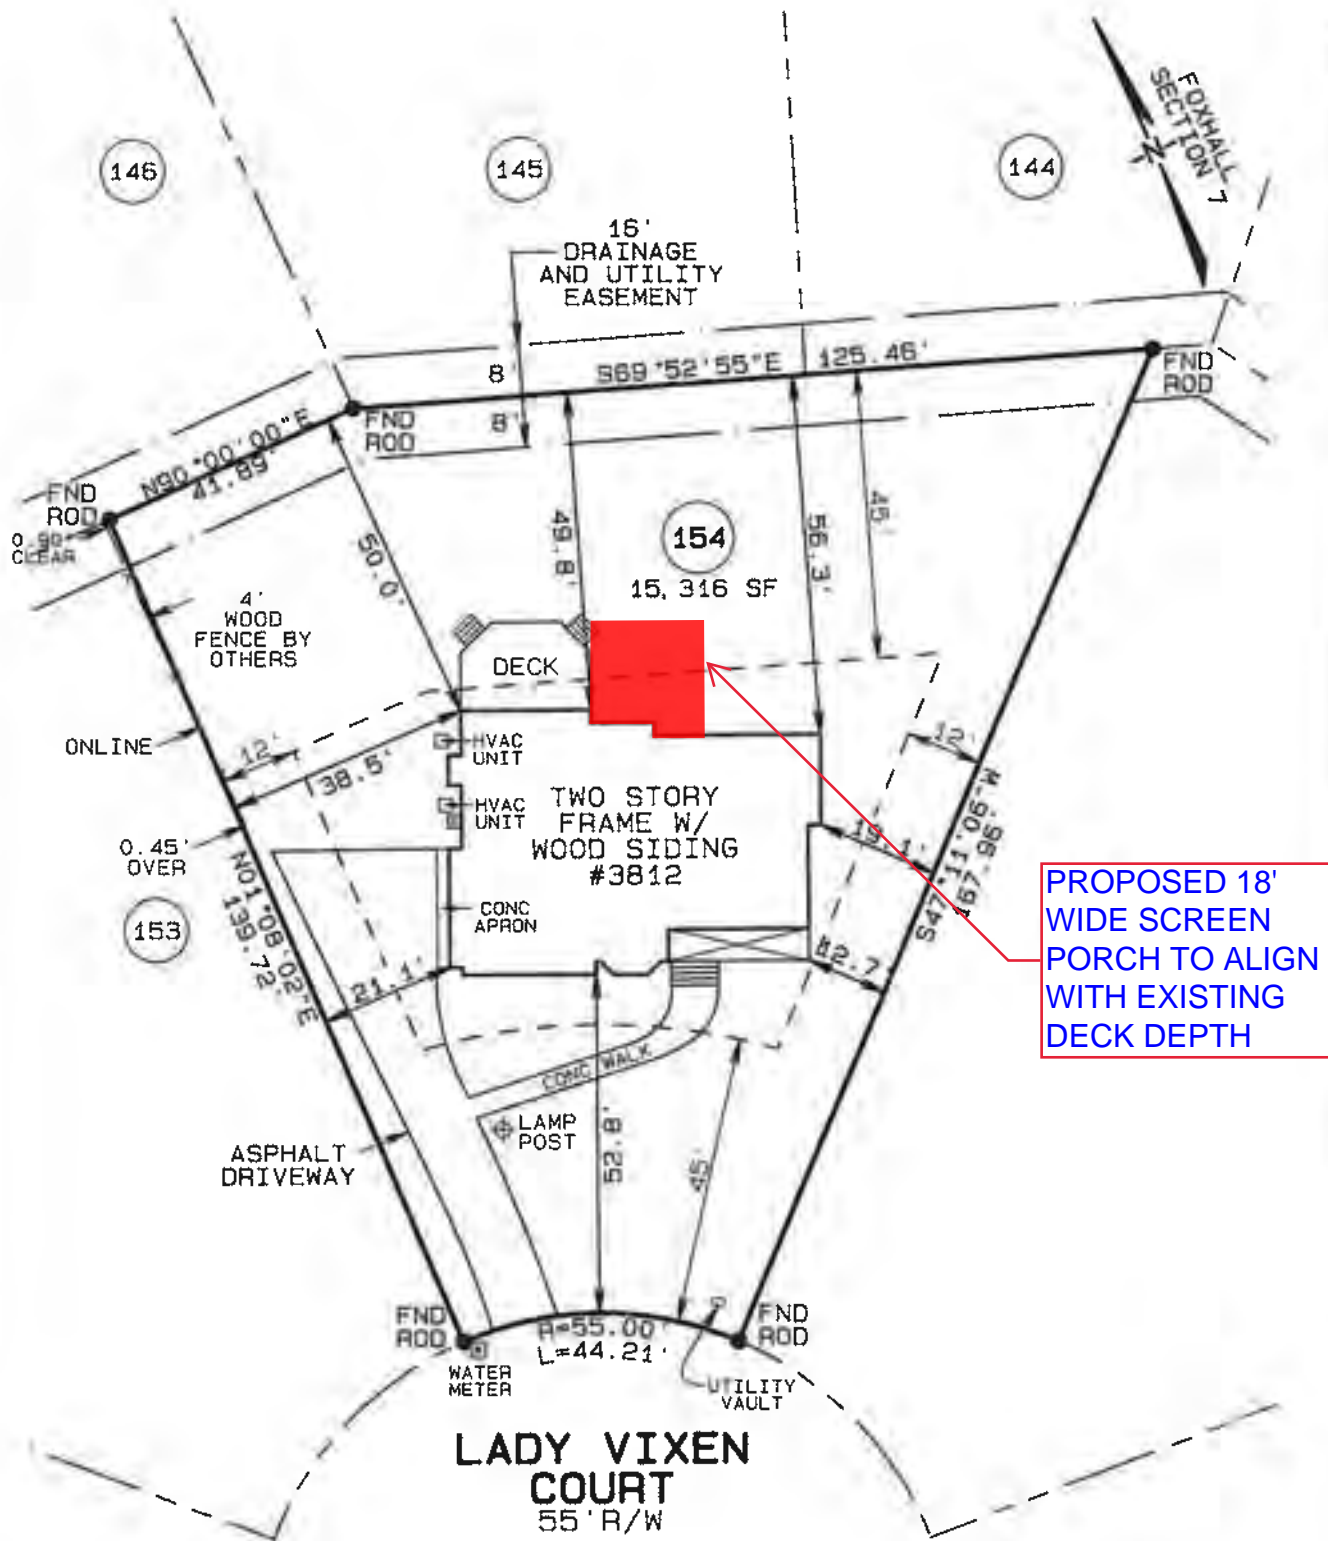 146
145
144
FOXHALL
SECTION 7
N
16'
DRAINAGE
AND UTILITY
EASEMENT
8'
8'
S69°52'55"E 125.46'
FND
ROD
FND
ROD
N90°00'00"E
41.89'
FND
ROD
CLEAR
50.0'
49.8'
154
15,316 SF
56.3'
45'
4'
WOOD
FENCE BY
OTHERS
DECK
ONLINE
12'
38.5'
HVAC
UNIT
HVAC
UNIT
TWO STORY
FRAME W/
WOOD SIDING
#3812
12'
19.1'
S47°11'06"W
167.96'
0.45'
OVER
N01°08'02"E
139.72'
153
CONC
APRON
21.1'
12.7'
PROPOSED 18'
WIDE SCREEN
PORCH TO ALIGN
WITH EXISTING
DECK DEPTH
CONC WALK
LAMP
POST
52.8'
45'
ASPHALT
DRIVEWAY
FND
ROD
R=55.00'
L=44.21'
FND
ROD
WATER
METER
UTILITY
VAULT
LADY VIXEN
COURT
55'R/W